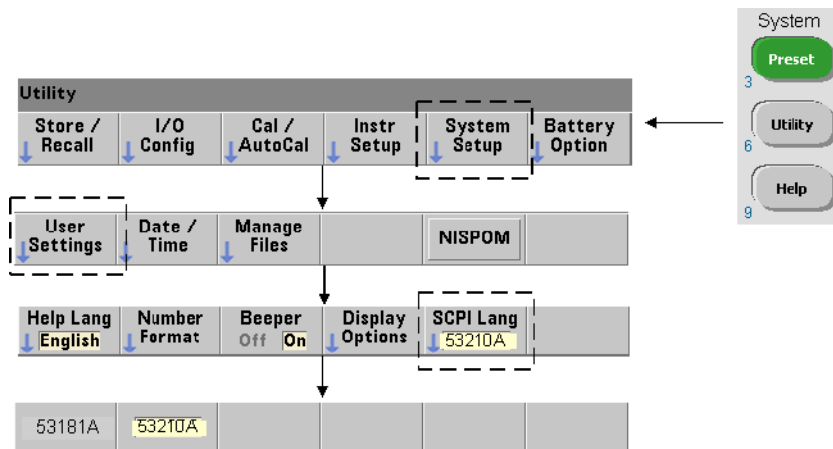 System
Preset
3
Utility
6
Help
9
Utility
Store / Recall
I/O Config
Cal / AutoCal
Instr Setup
System Setup
Battery Option
User Settings
Date / Time
Manage Files
NISPOM
Help Lang English
Number Format
Beeper Off On
Display Options
SCPI Lang 53210A
53181A
53210A